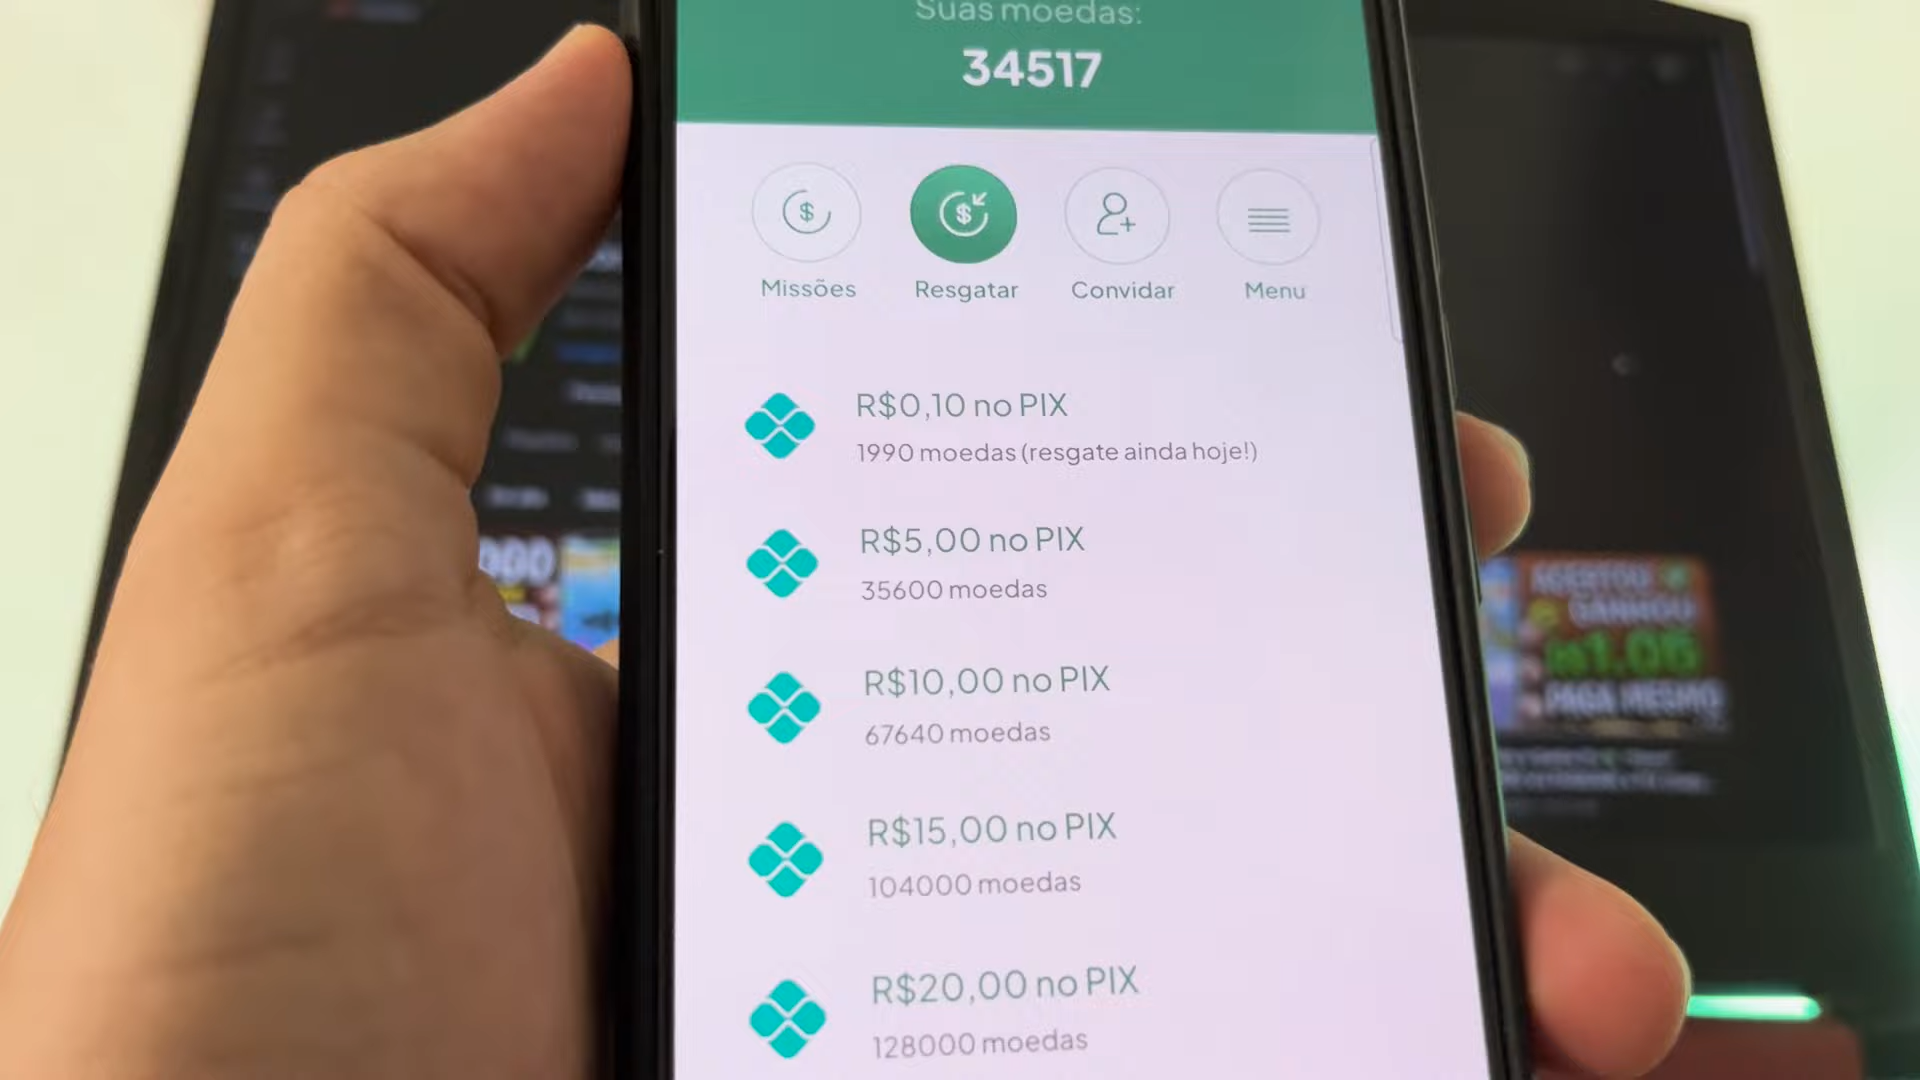 Suas moedas:
34517
Missões
Resgatar
Convidar
Menu
R$0,10 no PIX
1990 moedas (resgate ainda hoje!)
R$5,00 no PIX
35600 moedas
R$10,00 no PIX
67640 moedas
R$15,00 no PIX
104000 moedas
R$20,00 no PIX
128000 moedas
PAGA MESMO